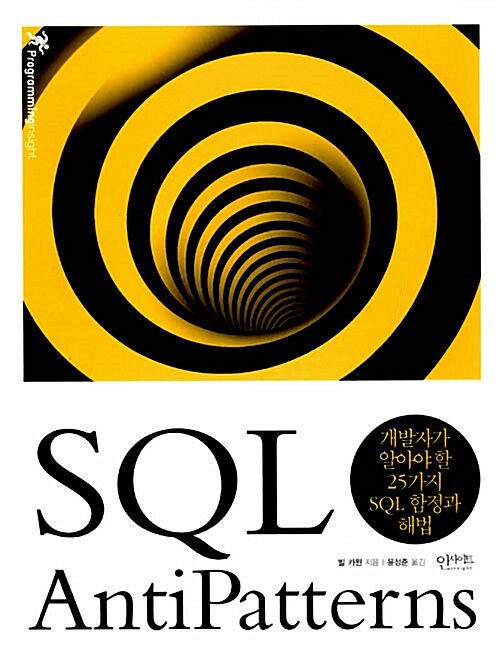 Programminginsight
SQL
개발자가
알아야 할
25가지
SQL 함정과
해법
빌 카윈 지음 | 윤성준 옮김
인사이트
insight
AntiPatterns